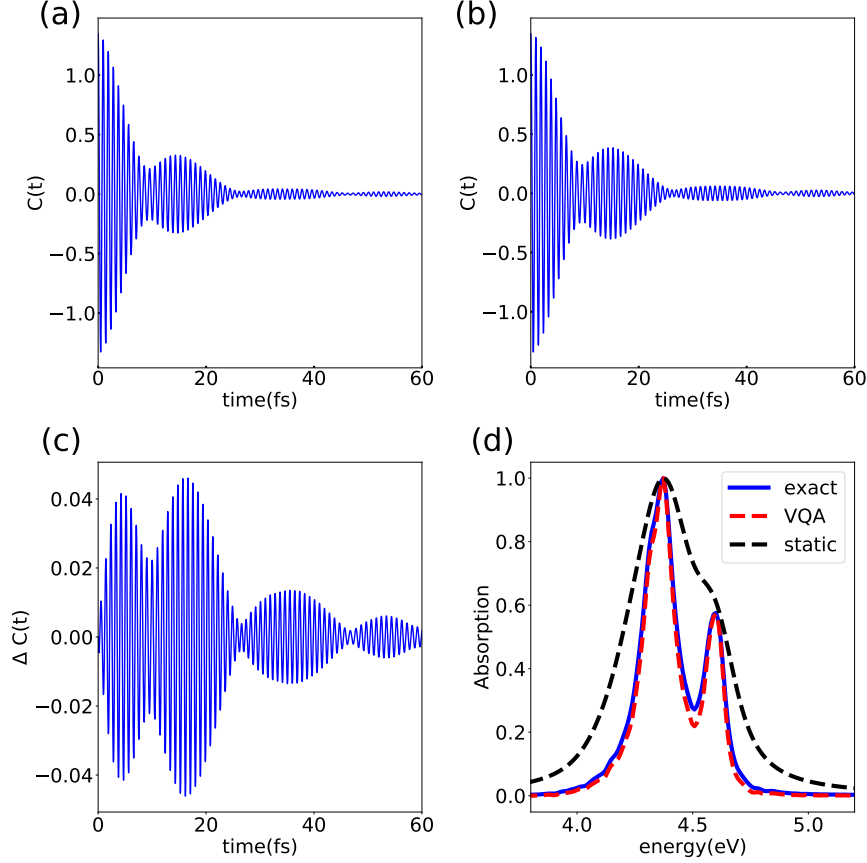 (a)
C(t)
1.0
0.5
0.0
−0.5
−1.0
0 20 40 60
time(fs)
(b)
C(t)
1.0
0.5
0.0
−0.5
−1.0
0 20 40 60
time(fs)
(c)
Δ C(t)
0.04
0.02
0.00
−0.02
−0.04
0 20 40 60
time(fs)
(d)
Absorption
1.0
0.8
0.6
0.4
0.2
0.0
exact
VQA
static
4.0 4.5 5.0
energy(eV)